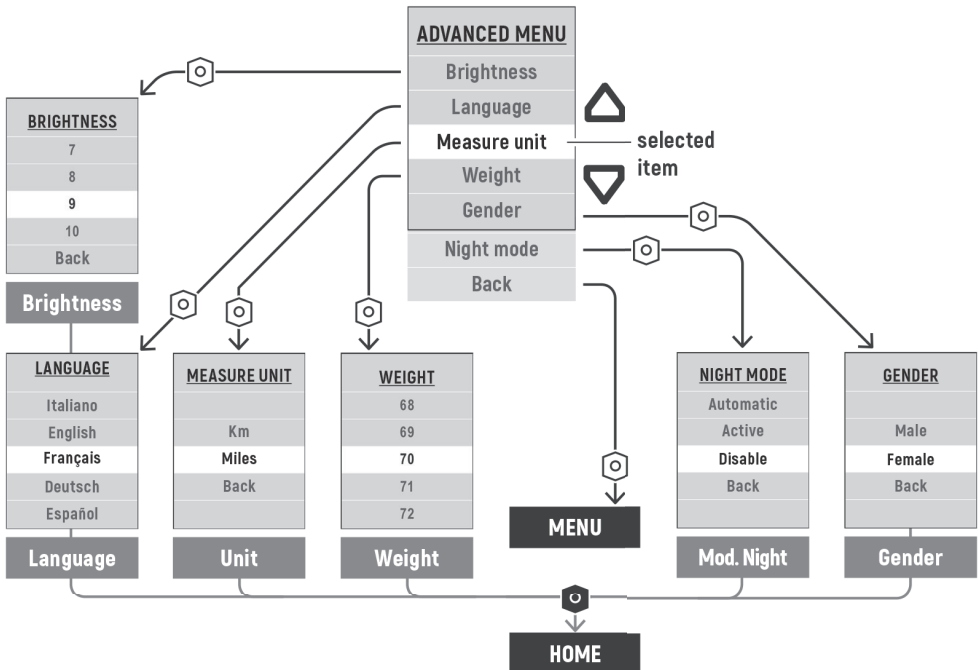 ADVANCED MENU
Brightness
Language
Measure unit
Weight
Gender
Night mode
Back
selected
item
BRIGHTNESS
7
8
9
10
Back
Brightness
LANGUAGE
Italiano
English
Français
Deutsch
Español
Language
MEASURE UNIT
Km
Miles
Back
Unit
WEIGHT
68
69
70
71
72
Weight
MENU
NIGHT MODE
Automatic
Active
Disable
Back
Mod. Night
GENDER
Male
Female
Back
Gender
HOME